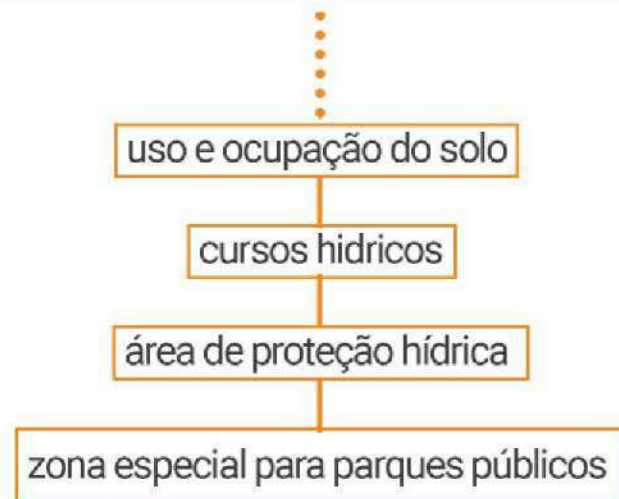 uso e ocupação do solo
cursos hidricos
área de proteção hídrica
zona especial para parques públicos